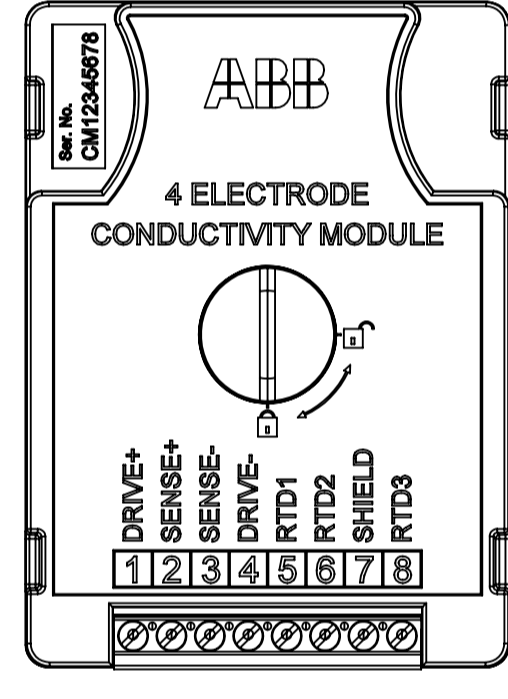 Ser. No.
CM12345678
ABB
4 ELECTRODE
CONDUCTIVITY MODULE
DRIVE+
SENSE+
SENSE-
DRIVE-
RTD1
RTD2
SHIELD
RTD3
1 2 3 4 5 6 7 8